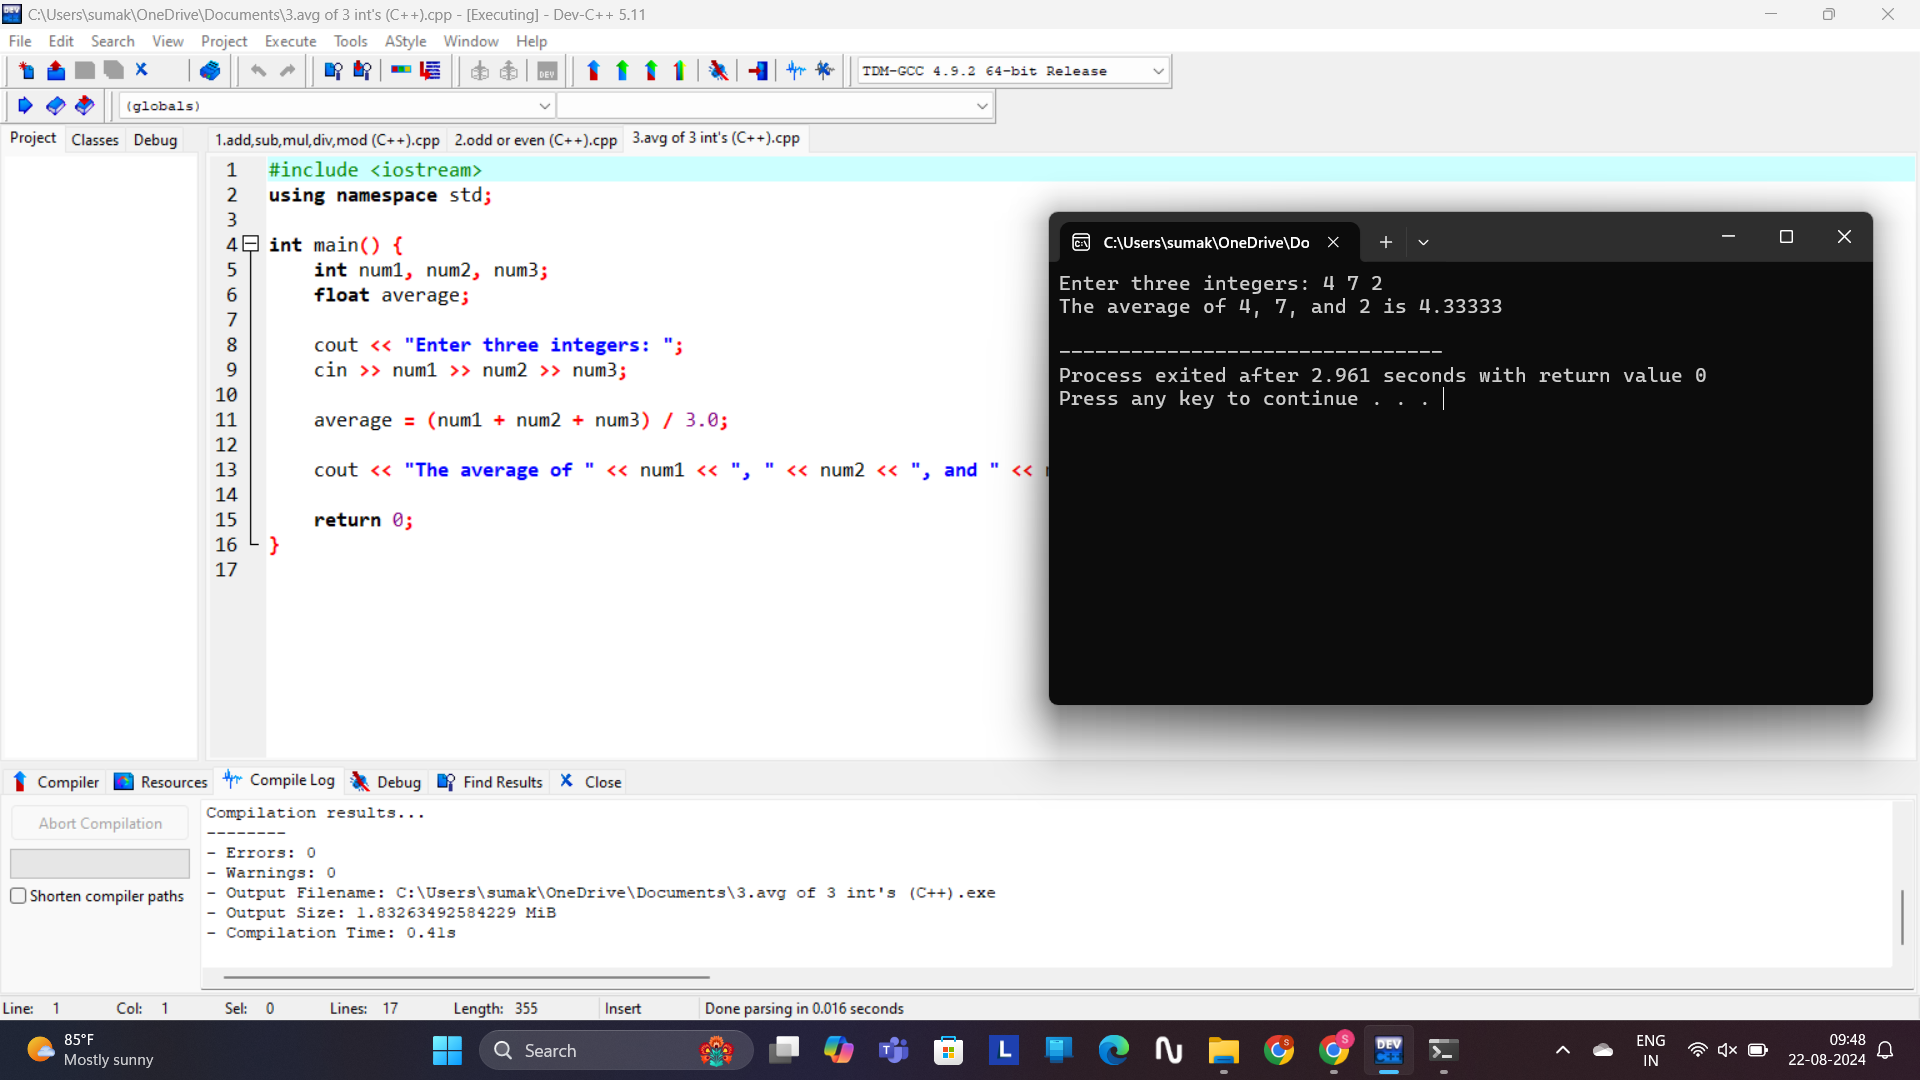 C:\Users\sumak\OneDrive\Documents\3.avg of 3 int's (C++).cpp - [Executing] - Dev-C++ 5.11
File Edit Search View Project Execute Tools AStyle Window Help
TDM-GCC 4.9.2 64-bit Release
(globals)
Project Classes Debug 1.add,sub,mul,div,mod (C++).cpp 2.odd or even (C++).cpp 3.avg of 3 int's (C++).cpp
1 #include <iostream>
2 using namespace std;
3
4 int main() {
5 int num1, num2, num3;
6 float average;
7
8 cout << "Enter three integers: ";
9 cin >> num1 >> num2 >> num3;
10
11 average = (num1 + num2 + num3) / 3.0;
12
13 cout << "The average of " << num1 << ", " << num2 << ", and " <<
14
15 return 0;
16 }
17
C:\Users\sumak\OneDrive\Do
Enter three integers: 4 7 2
The average of 4, 7, and 2 is 4.33333
--------------------------------
Process exited after 2.961 seconds with return value 0
Press any key to continue . . .
Compiler Resources Compile Log Debug Find Results Close
Abort Compilation
Shorten compiler paths
Compilation results...
--------
- Errors: 0
- Warnings: 0
- Output Filename: C:\Users\sumak\OneDrive\Documents\3.avg of 3 int's (C++).exe
- Output Size: 1.83263492584229 MiB
- Compilation Time: 0.41s
Line: 1 Col: 1 Sel: 0 Lines: 17 Length: 355 Insert Done parsing in 0.016 seconds
85°F
Mostly sunny
Search
ENG
IN
09:48
22-08-2024